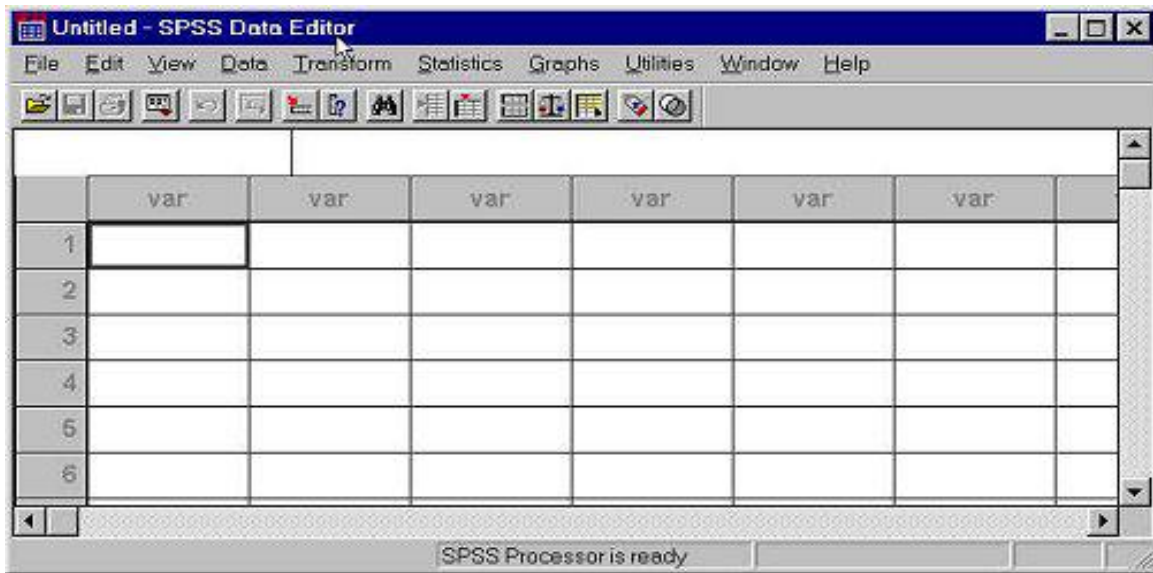 Untitled - SPSS Data Editor
File Edit View Data Transform Statistics Graphs Utilities Window Help
var var var var var var
1
2
3
4
5
6
SPSS Processor is ready